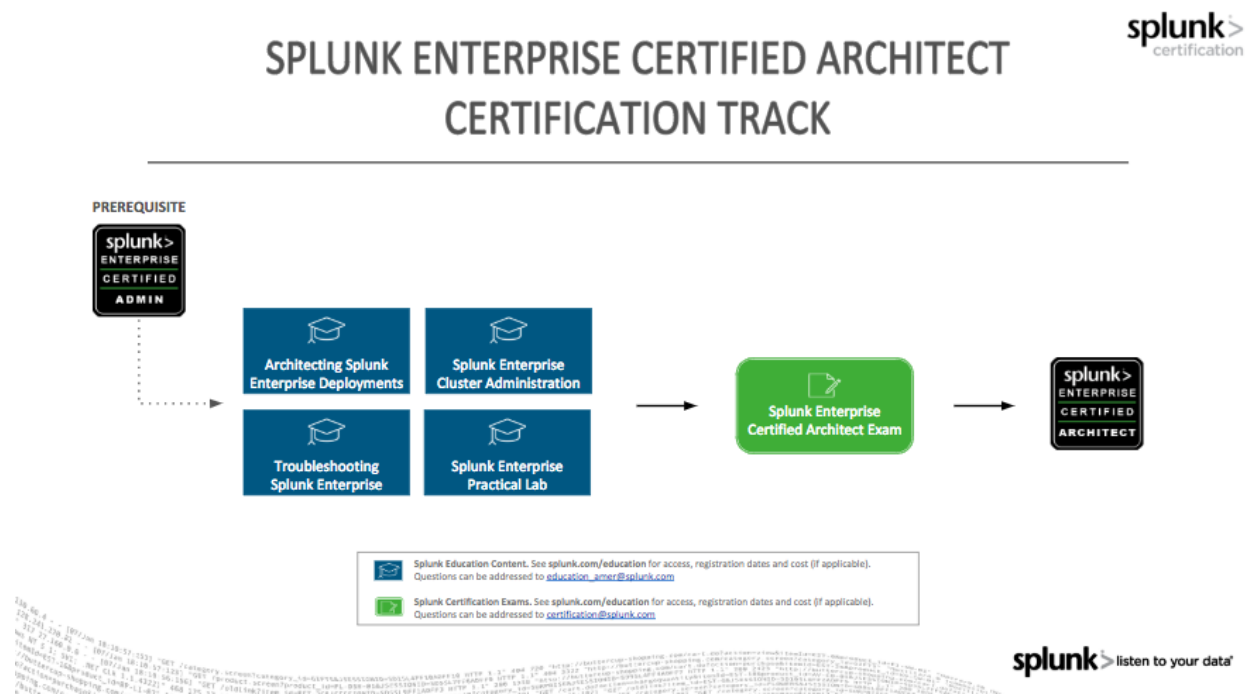 splunk>
certification
SPLUNK ENTERPRISE CERTIFIED ARCHITECT
CERTIFICATION TRACK
PREREQUISITE
splunk>
ENTERPRISE
CERTIFIED
ADMIN
Architecting Splunk
Enterprise Deployments
Splunk Enterprise
Cluster Administration
Troubleshooting
Splunk Enterprise
Splunk Enterprise
Practical Lab
Splunk Enterprise
Certified Architect Exam
splunk>
ENTERPRISE
CERTIFIED
ARCHITECT
Splunk Education Content. See splunk.com/education for access, registration dates and cost (if applicable).
Questions can be addressed to education_amer@splunk.com
Splunk Certification Exams. See splunk.com/education for access, registration dates and cost (if applicable).
Questions can be addressed to certification@splunk.com
splunk> listen to your data®